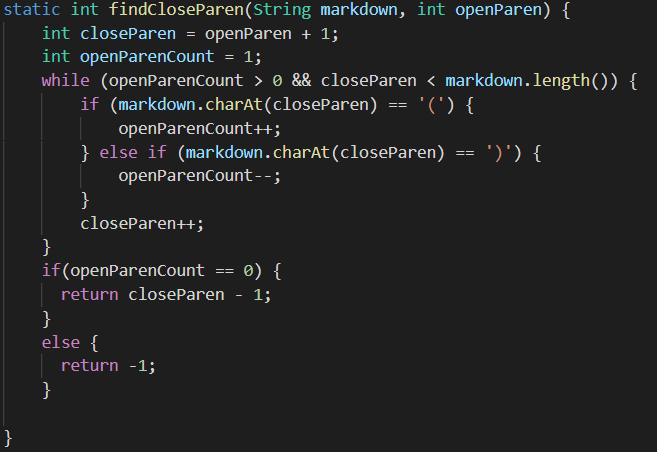 static int findCloseParen(String markdown, int openParen) {
    int closeParen = openParen + 1;
    int openParenCount = 1;
    while (openParenCount > 0 && closeParen < markdown.length()) {
        if (markdown.charAt(closeParen) == '(') {
            openParenCount++;
        } else if (markdown.charAt(closeParen) == ')') {
            openParenCount--;
        }
        closeParen++;
    }
    if(openParenCount == 0) {
      return closeParen - 1;
    }
    else {
      return -1;
    }

}